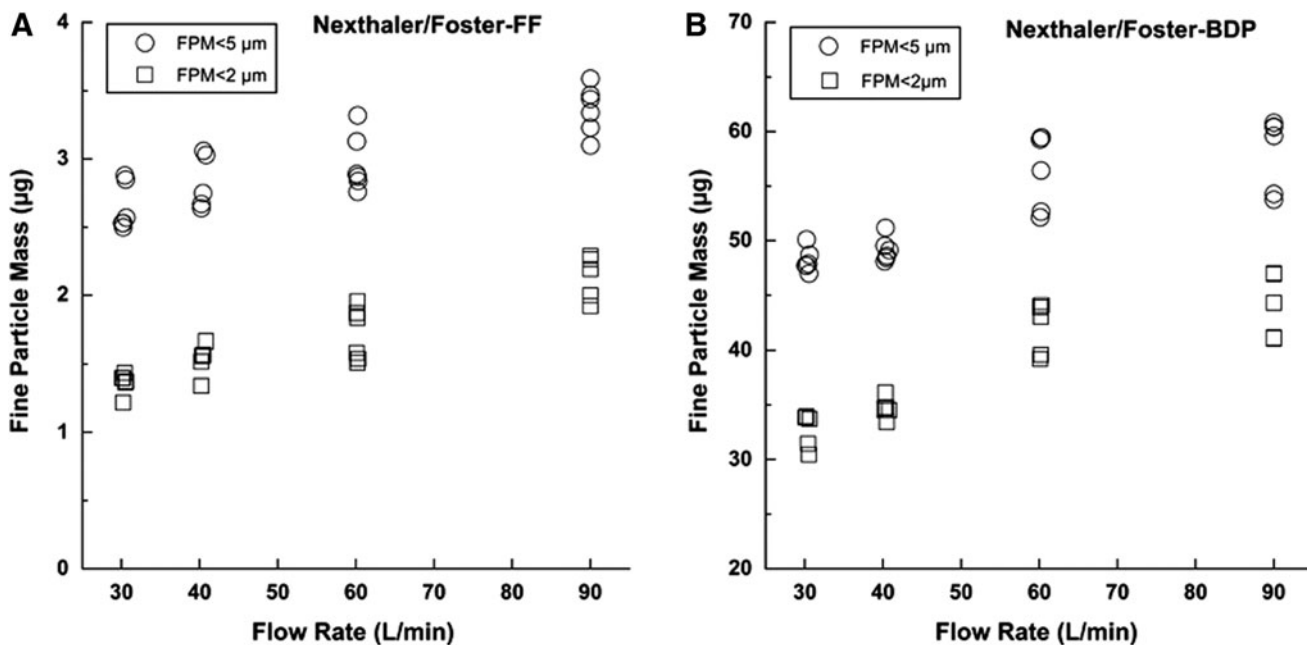 A
Nexthaler/Foster-FF
FPM<5 µm
FPM<2 µm
Fine Particle Mass (µg)
4
3
2
1
0
30 40 50 60 70 80 90
Flow Rate (L/min)
B
Nexthaler/Foster-BDP
FPM<5 µm
FPM<2µm
Fine Particle Mass (µg)
70
60
50
40
30
20
30 40 50 60 70 80 90
Flow Rate (L/min)